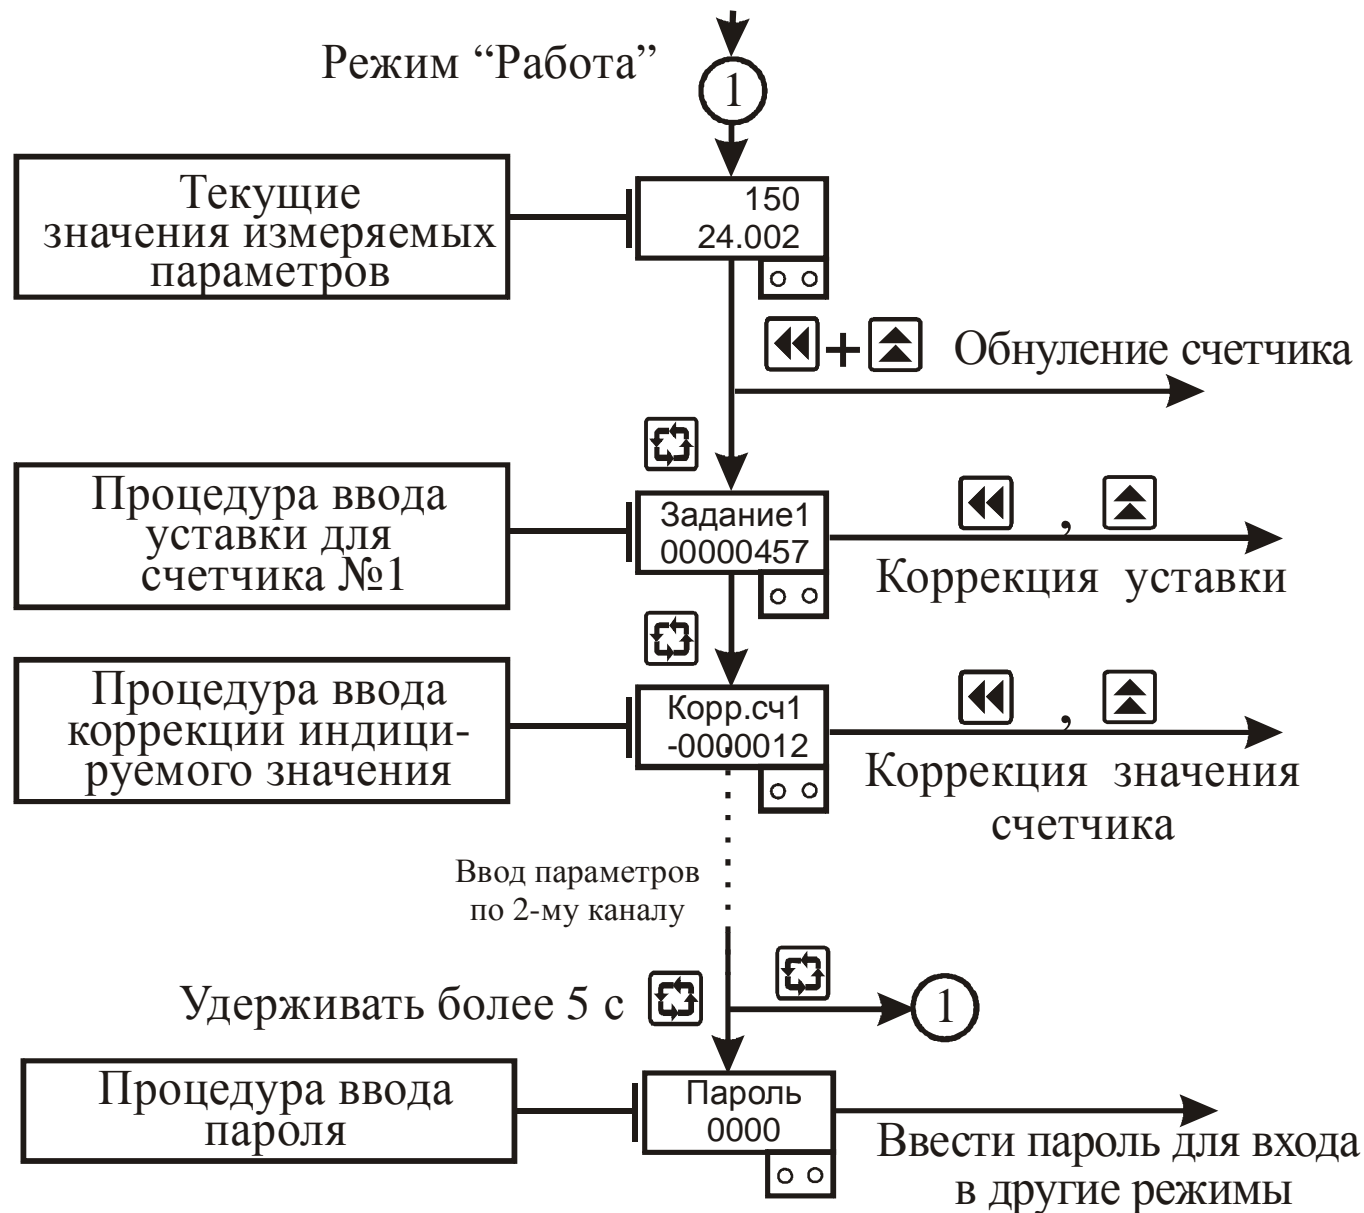 Режим “Работа”
1
Текущие
значения измеряемых
параметров
150
24.002
+
Обнуление счетчика
Процедура ввода
уставки для
счетчика №1
Задание1
00000457
,
Коррекция уставки
Процедура ввода
коррекции индици-
руемого значения
Корр.сч1
-0000012
,
Коррекция значения
счетчика
Ввод параметров
по 2-му каналу
Удерживать более 5 с
1
Процедура ввода
пароля
Пароль
0000
Ввести пароль для входа
в другие режимы